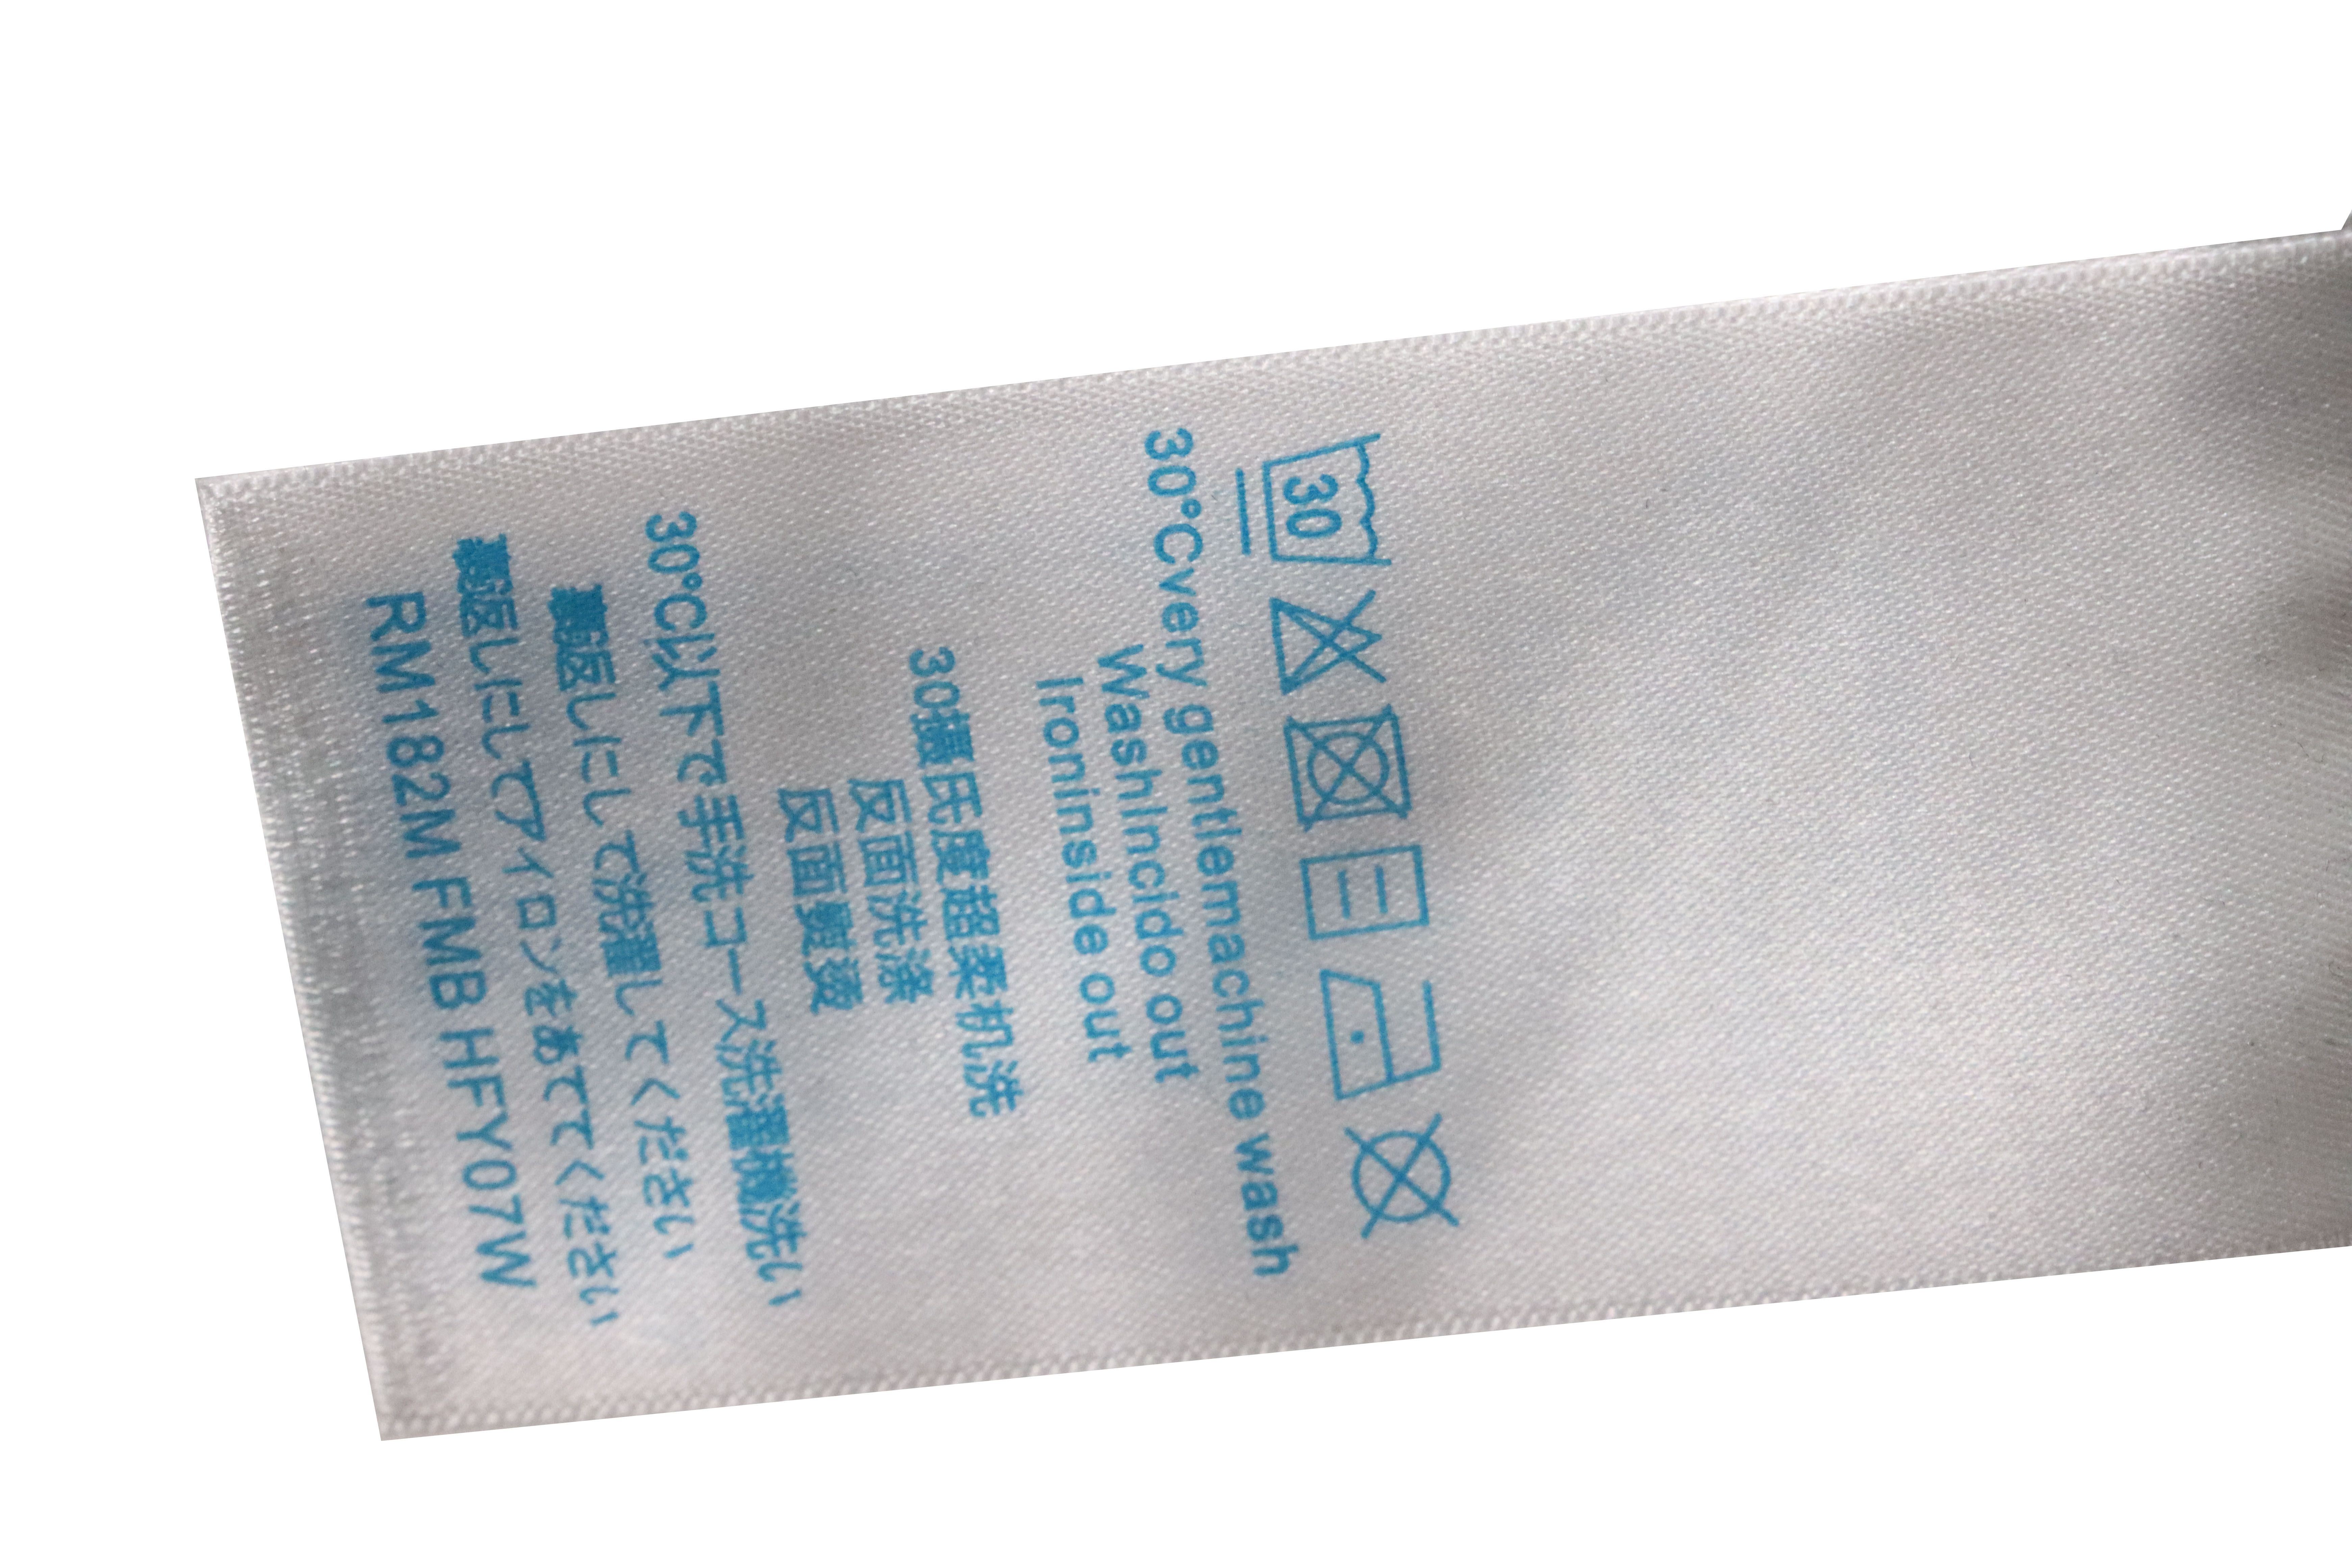 30
30°Cvery gentlemachine wash
WashIncido out
Ironinside out
30摄氏度超柔机洗
反面洗涤
反面
30°C以下で手洗コース洗濯機洗い
裏返しにして洗濯してください
裏返しにしてアイロンをあててください
RM182M FMB HFY07W